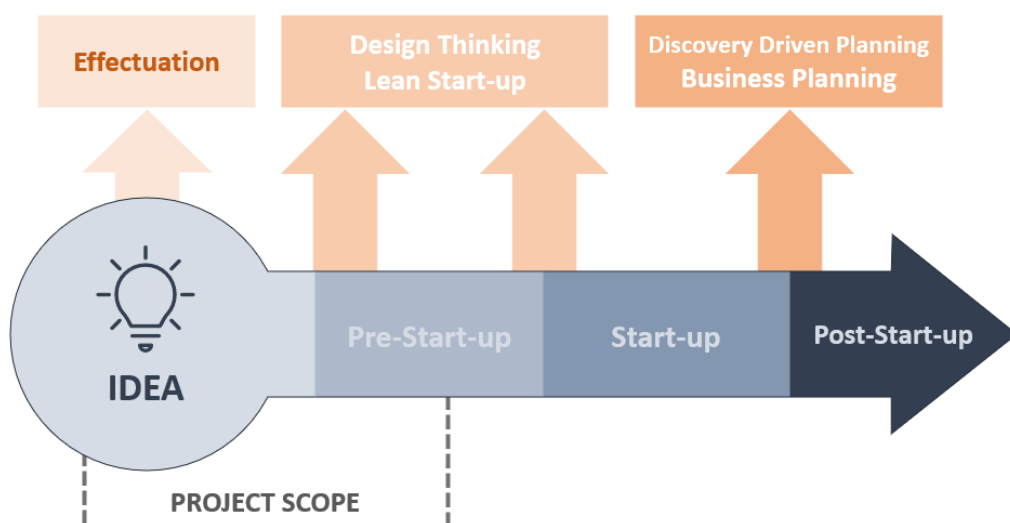 Effectuation
Design Thinking
Lean Start-up
Discovery Driven Planning
Business Planning
IDEA
Pre-Start-up
Start-up
Post-Start-up
PROJECT SCOPE